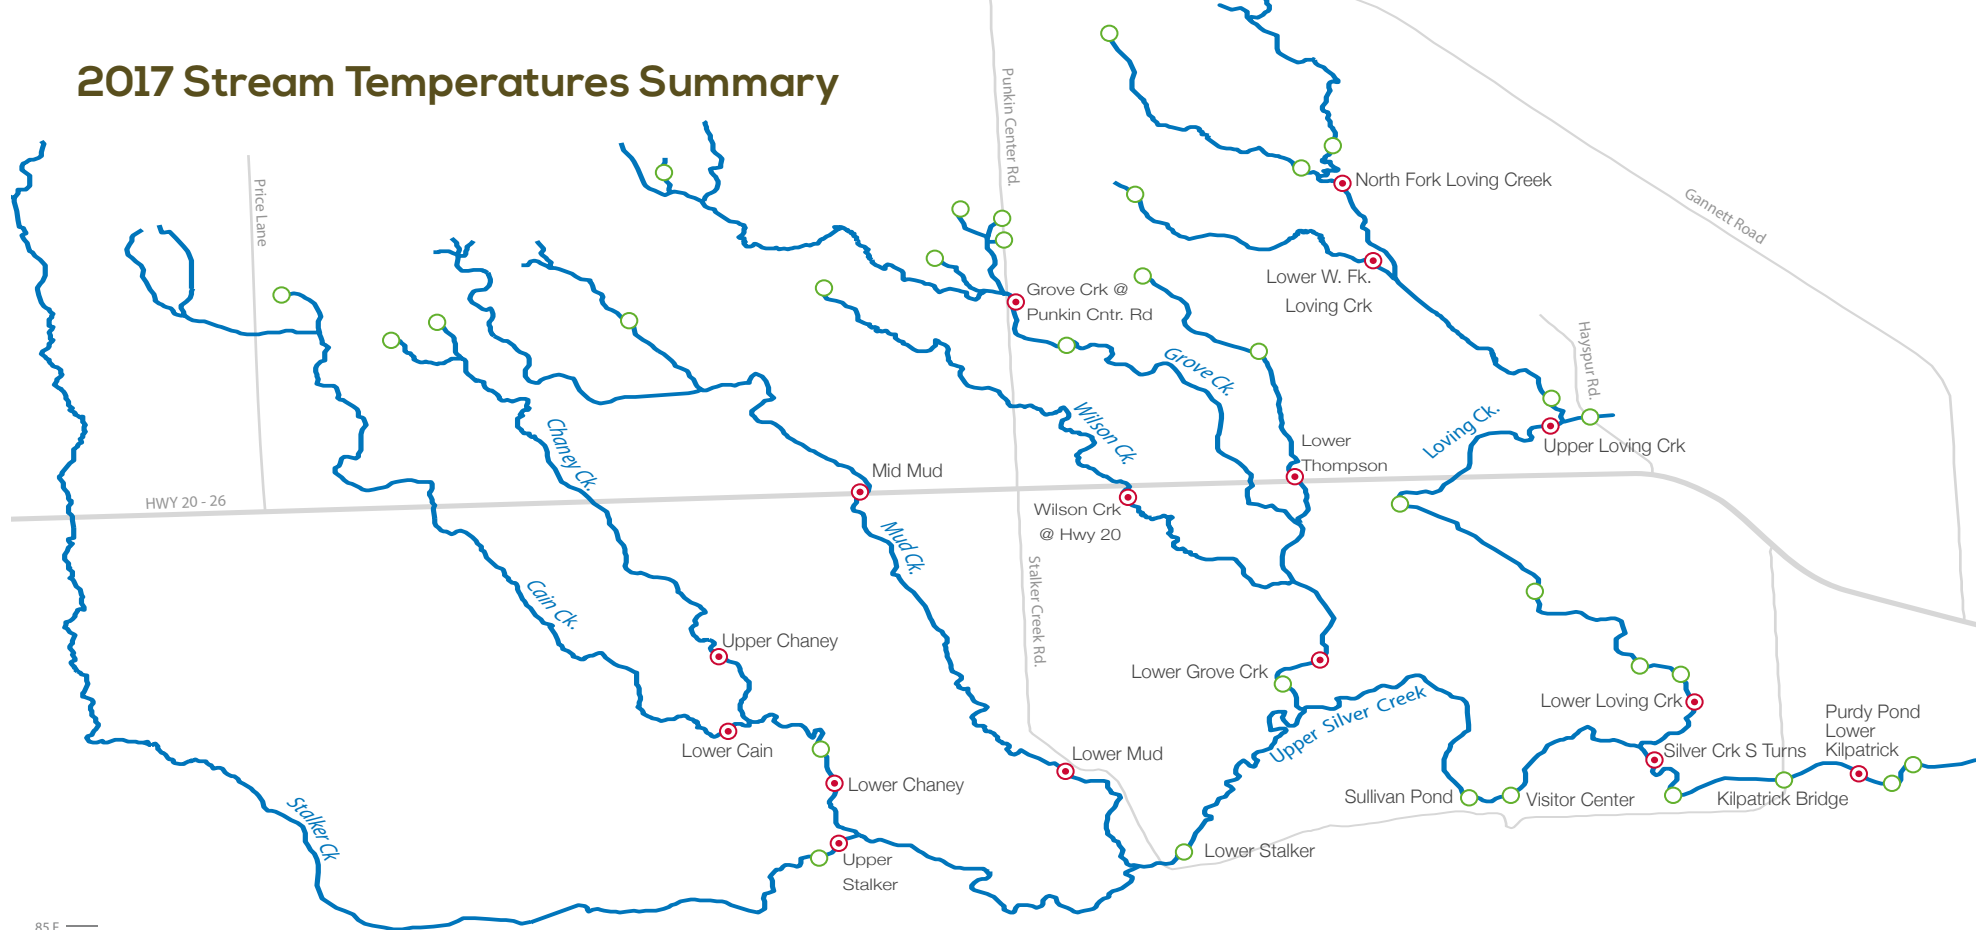 2017 Stream Temperatures Summary
Punkin Center Rd.
Price Lane
North Fork Loving Creek
Gannett Road
Lower W. Fk.
Loving Crk
Grove Crk @
Punkin Cntr. Rd
Hayspur Rd.
Grove Ck.
Wilson Ck.
Chaney Ck.
Loving Ck.
Lower
Thompson
Upper Loving Crk
Mid Mud
HWY 20 - 26
Wilson Crk
@ Hwy 20
Mud Ck.
Cain Ck.
Stalker Creek Rd.
Upper Chaney
Lower Grove Crk
Upper Silver Creek
Lower Loving Crk
Purdy Pond
Lower
Kilpatrick
Lower Cain
Lower Mud
Silver Crk S Turns
Lower Chaney
Sullivan Pond
Visitor Center
Kilpatrick Bridge
Stalker Ck
Upper
Stalker
Lower Stalker
85 F